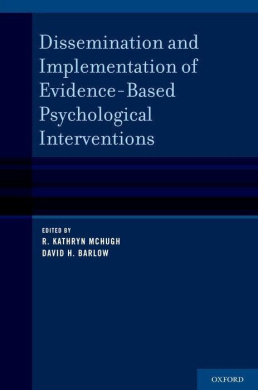 Dissemination and
Implementation of
Evidence-Based
Psychological
Interventions
EDITED BY
R. KATHRYN MCHUGH
DAVID H. BARLOW
OXFORD